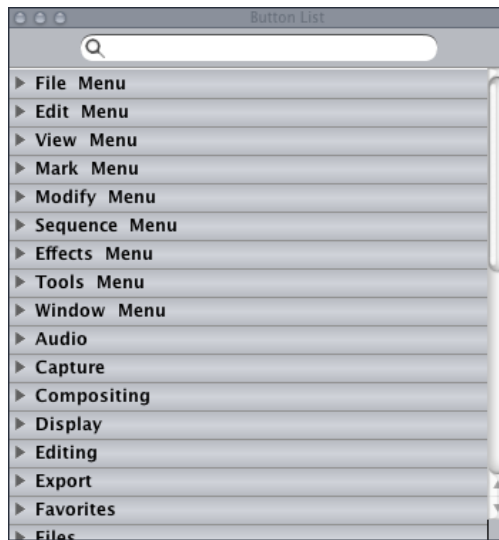 Button List
File Menu
Edit Menu
View Menu
Mark Menu
Modify Menu
Sequence Menu
Effects Menu
Tools Menu
Window Menu
Audio
Capture
Compositing
Display
Editing
Export
Favorites
Files